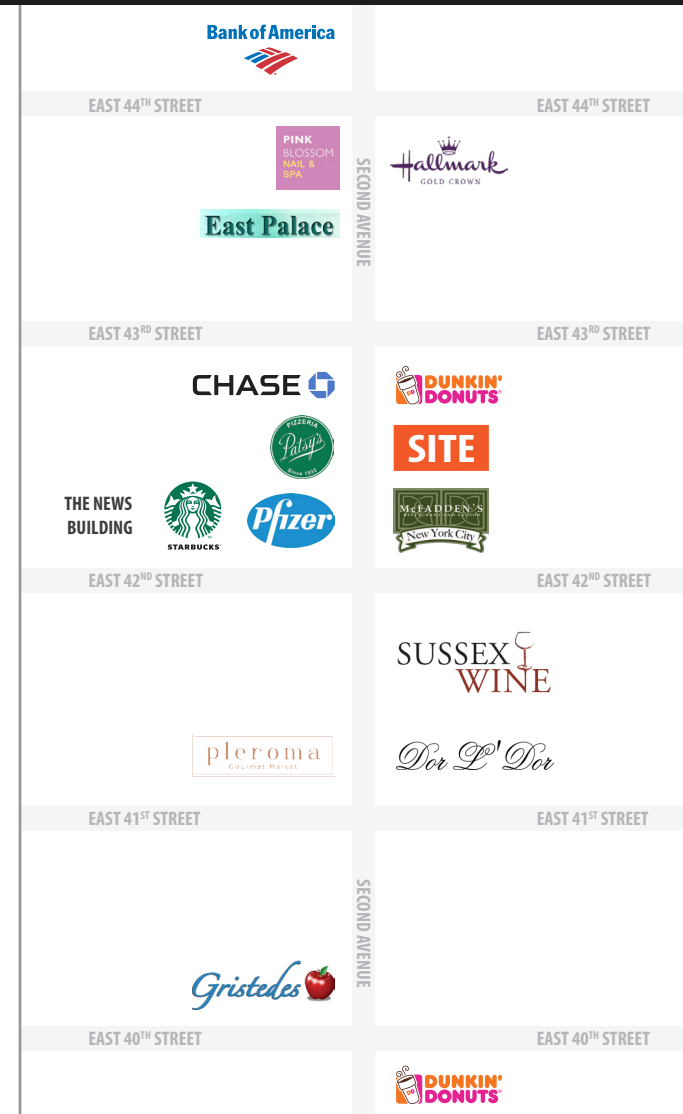 Bank of America
EAST 44TH STREET
EAST 44TH STREET
PINK
BLOSSOM
NAIL &
SPA
SECOND AVENUE
Hallmark
GOLD CROWN
East Palace
EAST 43RD STREET
EAST 43RD STREET
CHASE
DUNKIN'
DONUTS
PIZZERIA
Patsy's
Since 1933
SITE
THE NEWS
BUILDING
STARBUCKS
Pfizer
McFADDEN'S
RESTAURANT AND SALOON
New York City
EAST 42ND STREET
EAST 42ND STREET
SUSSEX
WINE
pleroma
Gourmet Market
Dor L' Dor
EAST 41ST STREET
EAST 41ST STREET
SECOND AVENUE
Gristedes
EAST 40TH STREET
EAST 40TH STREET
DUNKIN'
DONUTS